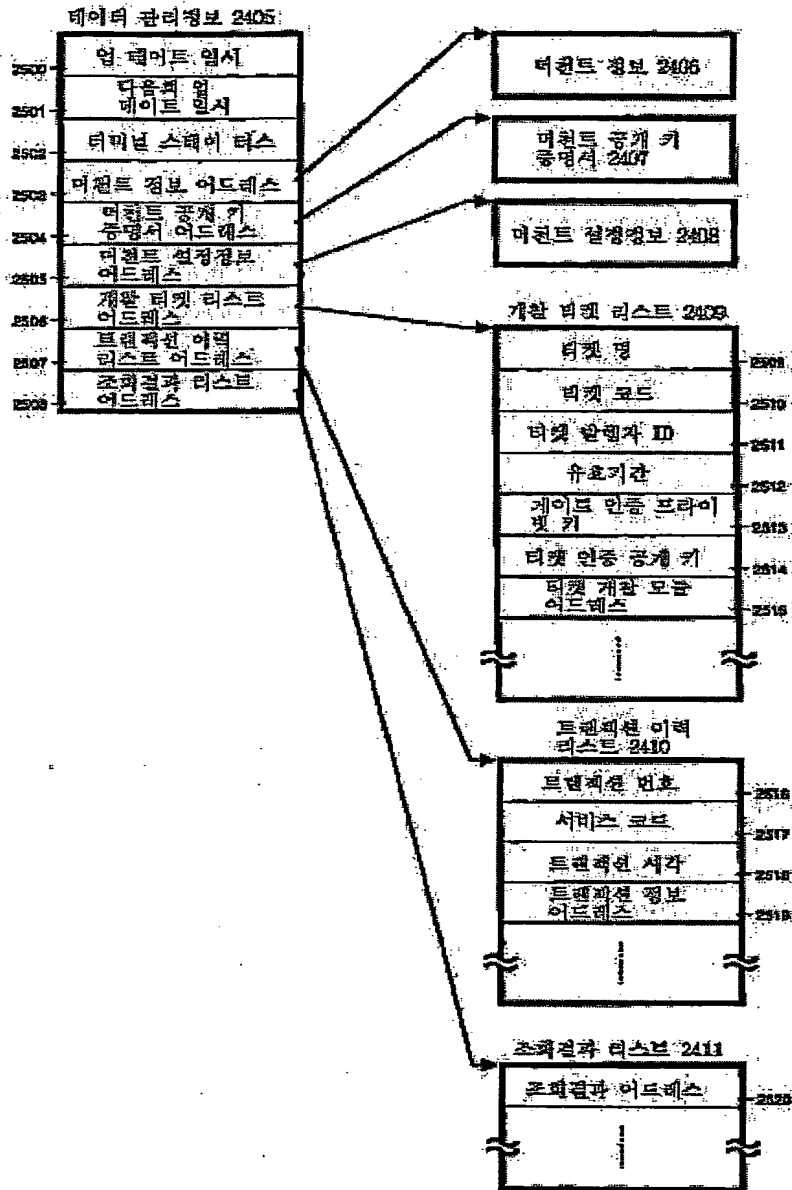 데이터 관리정보 2405
업 데이트 일시
2500
다음회 업
데이트 일시
2501
터미널 스테이 터스
2502
머천트 정보 어드레스
2503
머천트 공개 키
증명서 어드레스
2504
머천트 설정정보
어드레스
2505
개찰 티켓 리스트
어드레스
2506
트랜잭션 이력
리스트 어드레스
2507
조회결과 리스트
어드레스
2508
머천트 정보 2406
머천트 공개 키
증명서 2407
머천트 설정정보 2408
개찰 티켓 리스트 2409
티켓 명
2509
티켓 코드
2510
티켓 발행자 ID
2511
유효기간
2512
게이트 인증 프라이
빗 키
2513
티켓 인증 공개 키
2514
티켓 개찰 모듈
어드레스
2515
트랜잭션 이력
리스트 2410
트랜잭션 번호
2516
서비스 코드
2517
트랜잭션 시각
2518
트랜잭션 정보
어드레스
2519
조회결과 리스트 2411
조회결과 어드레스
2520